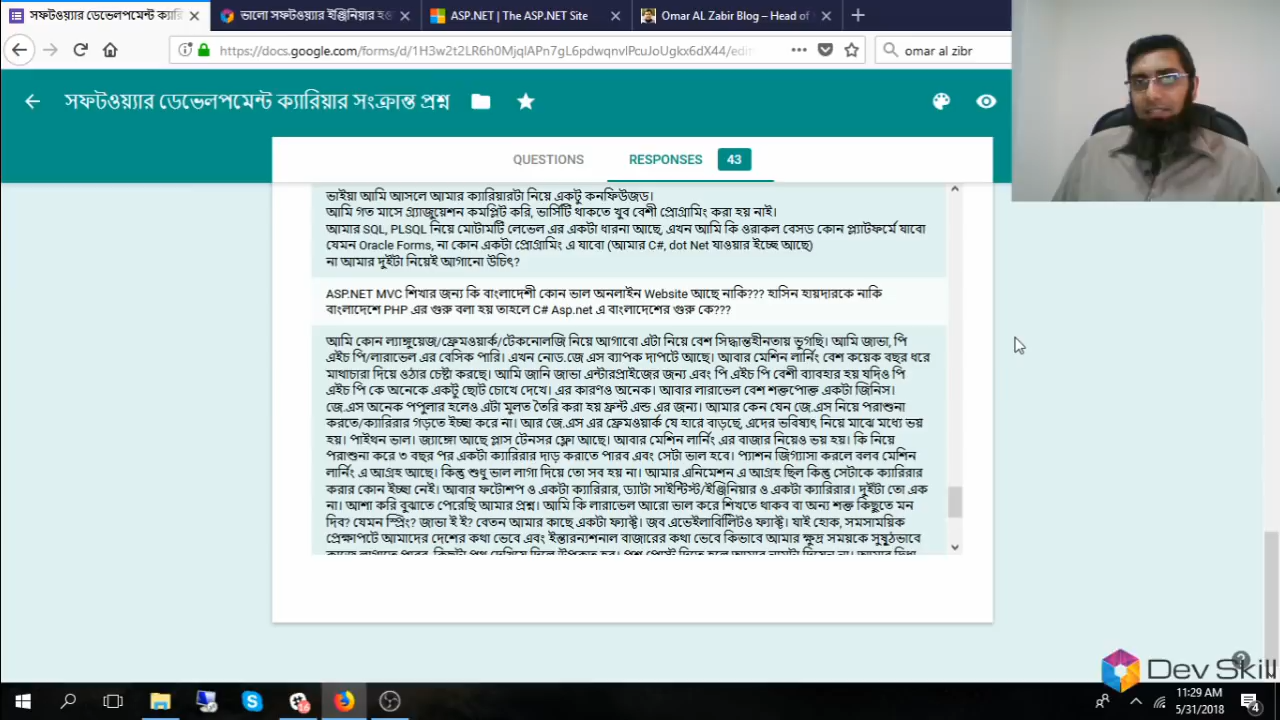 সফটওয়্যার ডেভেলপমেন্ট ক্যারি
ভালো সফটওয়্যার ইঞ্জিনিয়ার হও
ASP.NET | The ASP.NET Site
Omar AL Zabir Blog – Head of
https://docs.google.com/forms/d/1H3w2t2LR6h0MjqlAPn7gL6pdwqnvlPcuJoUgkx6dX44/edi
omar al zibr
সফটওয়্যার ডেভেলপমেন্ট ক্যারিয়ার সংক্রান্ত প্রশ্ন
QUESTIONS
RESPONSES 43
ভাইয়া আমি আসলে আমার ক্যারিয়ারটা নিয়ে একটু কনফিউজড।
আমি গত মাসে গ্র্যাজুয়েশন কমপ্লিট করি, ভার্সিটি থাকতে খুব বেশী প্রোগ্রামিং করা হয় নাই।
আমার SQL, PLSQL নিয়ে মোটামটি লেভেল এর একটা ধারনা আছে, এখন আমি কি ওরাকল বেসড কোন প্ল্যাটফর্মে যাবো
যেমন Oracle Forms, না কোন একটা প্রোগ্রামিং এ যাবো (আমার C#, dot Net যাওয়ার ইচ্ছে আছে)
না আমার দুইটা নিয়েই আগানো উচিৎ?
ASP.NET MVC শিখার জন্য কি বাংলাদেশী কোন ভাল অনলাইন Website আছে নাকি??? হাসিন হায়দারকে নাকি
বাংলাদেশে PHP এর গুরু বলা হয় তাহলে C# Asp.net এ বাংলাদেশের গুরু কে???
আমি কোন ল্যাঙ্গুয়েজ/ফ্রেমওয়ার্ক/টেকনোলজি নিয়ে আগাবো এটা নিয়ে বেশ সিদ্ধান্তহীনতায় ভুগছি। আমি জাভা, পি
এইচ পি/লারাভেল এর বেসিক পারি। এখন নোড.জে এস ব্যাপক দাপটে আছে। আবার মেশিন লার্নিং বেশ কয়েক বছর ধরে
মাথাচারা দিয়ে ওঠার চেষ্টা করছে। আমি জানি জাভা এন্টারপ্রাইজের জন্য এবং পি এইচ পি বেশী ব্যাবহার হয় যদিও পি
এইচ পি কে অনেকে একটু ছোট চোখে দেখে। এর কারণও অনেক। আবার লারাভেল বেশ শক্তপোক্ত একটা জিনিস।
জে.এস অনেক পপুলার হলেও এটা মুলত তৈরি করা হয় ফ্রন্ট এন্ড এর জন্য। আমার কেন যেন জে.এস নিয়ে পরাশুনা
করতে/ক্যারিয়ার গড়তে ইচ্ছা করে না। আর জে.এস এর ফ্রেমওয়ার্ক যে হারে বাড়ছে, এদের ভবিষ্যৎ নিয়ে মাঝে মধ্যে ভয়
হয়। পাইথন ভাল। জ্যাঙ্গো আছে প্লাস টেনসর ফ্লো আছে। আবার মেশিন লার্নিং এর বাজার নিয়েও ভয় হয়। কি নিয়ে
পরাশুনা করে ৩ বছর পর একটা ক্যারিয়ার দাড় করাতে পারব এবং সেটা ভাল হবে। প্যাশন জিগ্যাসা করলে বলব মেশিন
লার্নিং এ আগ্রহ আছে। কিন্তু শুধু ভাল লাগা দিয়ে তো সব হয় না। আমার এনিমেশন এ আগ্রহ ছিল কিন্তু সেটাকে ক্যারিয়ার
করার কোন ইচ্ছা নেই। আবার ফটোশপ ও একটা ক্যারিয়ার, ড্যাটা সাইন্টিস্ট/ইঞ্জিনিয়ার ও একটা ক্যারিয়ার। দুইটা তো এক
না। আশা করি বুঝাতে পেরেছি আমার প্রশ্ন। আমি কি লারাভেল আরো ভাল করে শিখতে থাকব বা অন্য শক্ত কিছুতে মন
দিব? যেমন স্প্রিং? জাভা ই ই? বেতন আমার কাছে একটা ফ্যাক্ট। জব এভেইলাবিলিটিও ফ্যাক্ট। যাই হোক, সমসাময়িক
প্রেক্ষাপটে আমাদের দেশের কথা ভেবে এবং ইন্তারন্যশনাল বাজারের কথা ভেবে কিভাবে আমার ক্ষুদ্র সময়কে সুষ্ঠুভাবে
Dev Skill
11:29 AM
5/31/2018
4